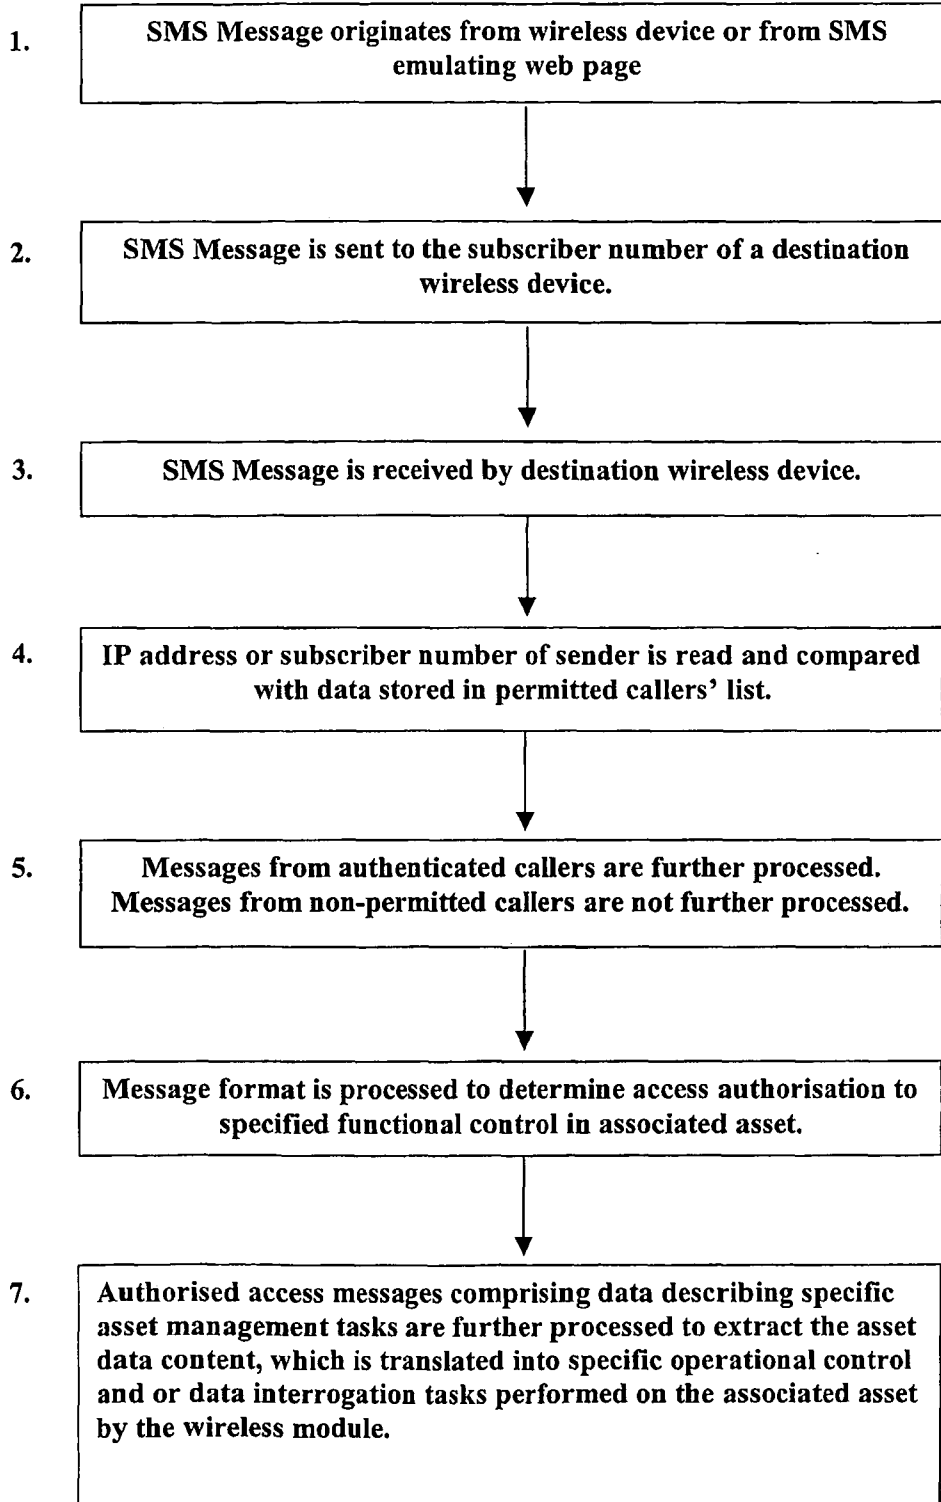 1.
SMS Message originates from wireless device or from SMS
emulating web page
2.
SMS Message is sent to the subscriber number of a destination
wireless device.
3.
SMS Message is received by destination wireless device.
4.
IP address or subscriber number of sender is read and compared
with data stored in permitted callers’ list.
5.
Messages from authenticated callers are further processed.
Messages from non-permitted callers are not further processed.
6.
Message format is processed to determine access authorisation to
specified functional control in associated asset.
7.
Authorised access messages comprising data describing specific
asset management tasks are further processed to extract the asset
data content, which is translated into specific operational control
and or data interrogation tasks performed on the associated asset
by the wireless module.